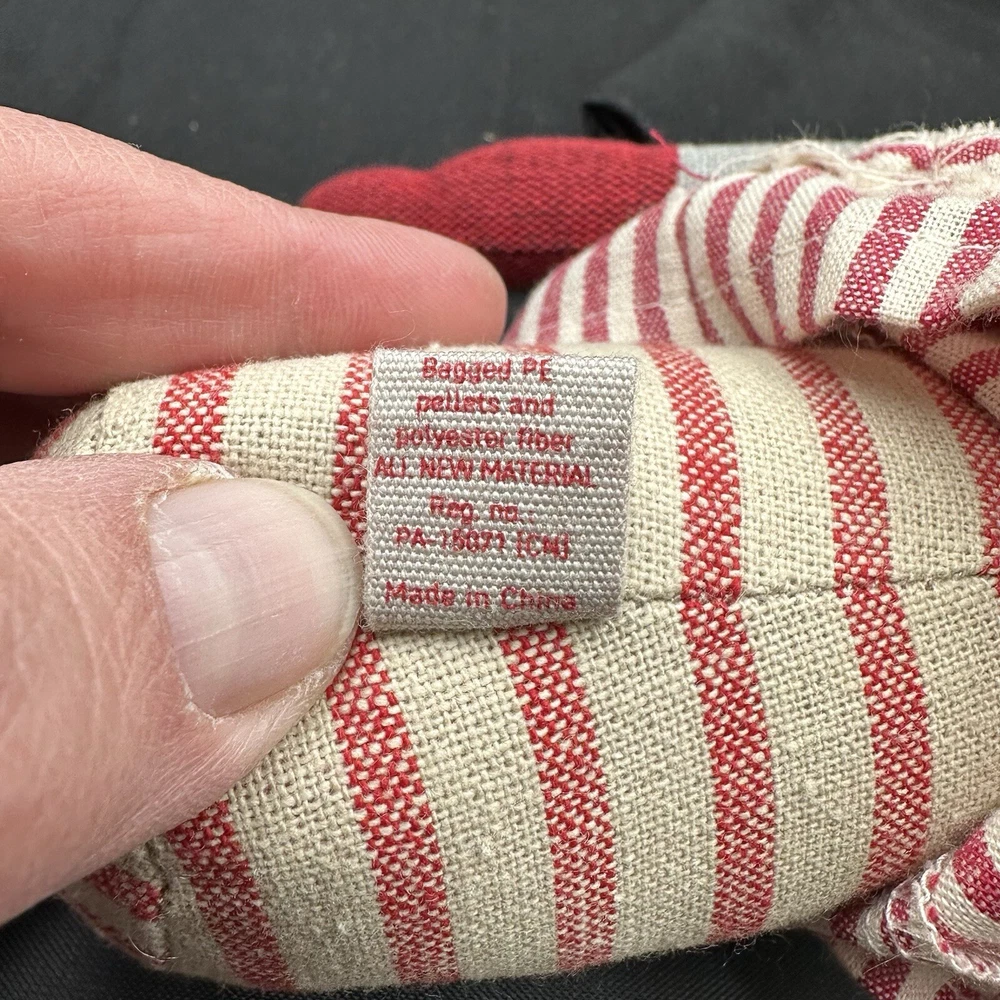 Bagged PE
pellets and
polyester fiber
ALL NEW MATERIAL
Reg. no.
PA-15071 (CN)
Made in China